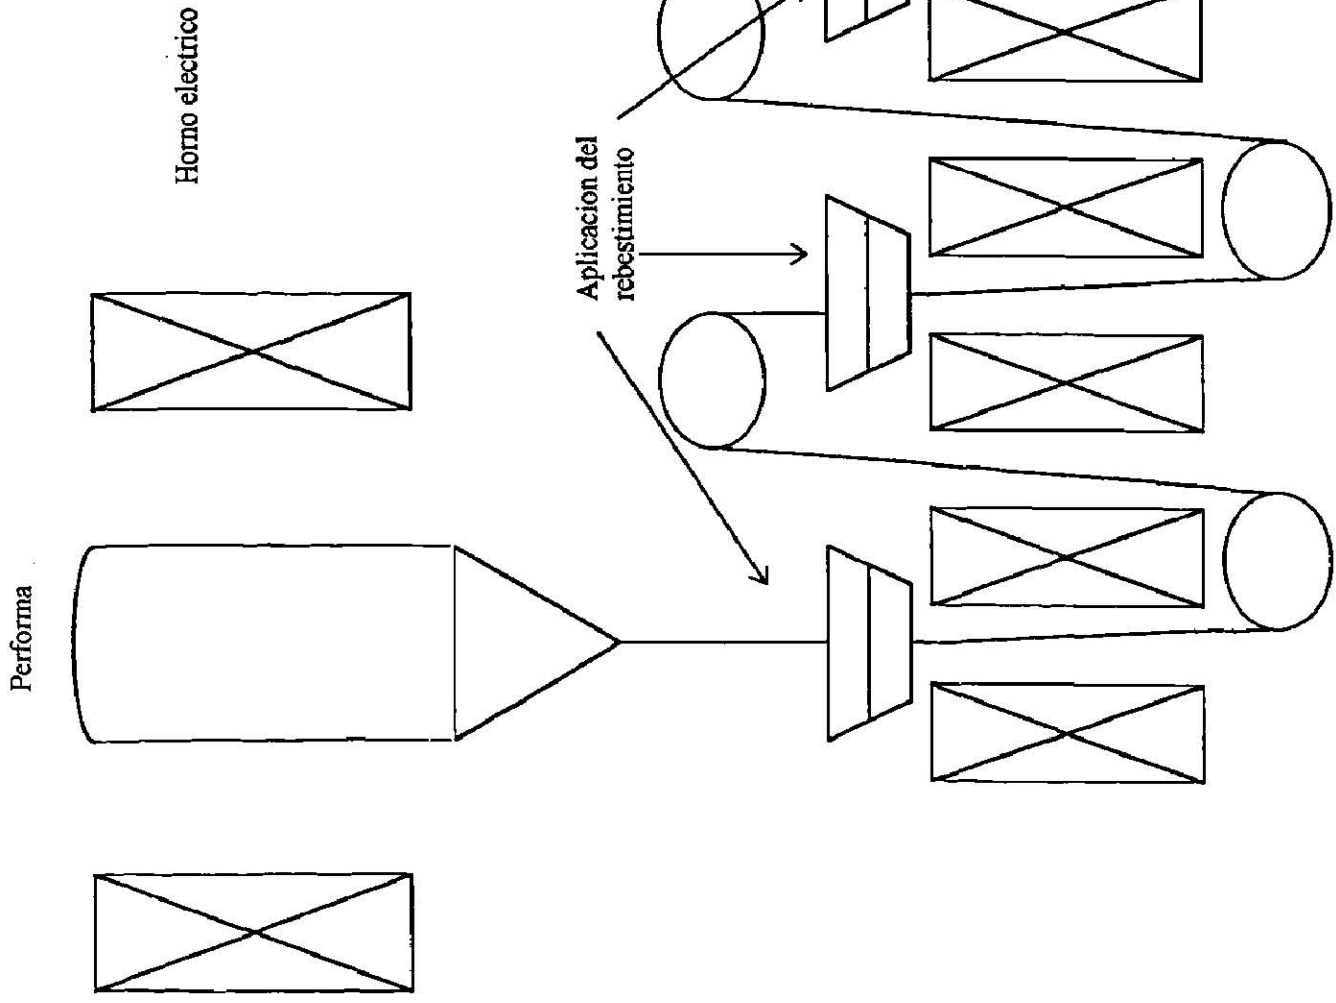 Performa
Horno electrico
Aplicacion del
rebestimiento